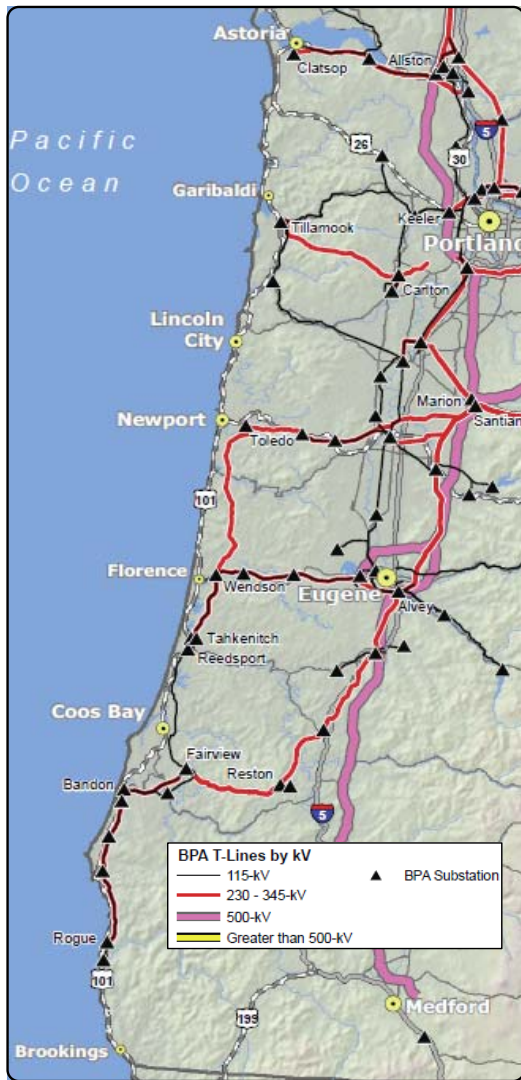 Astoria
Clatsop
Allston
Pacific
Ocean
5
26
30
Garibaldi
Tillamook
Keeler
Portland
Carlton
Lincoln
City
Marion
Santiam
Newport
Toledo
101
Florence
Wendson
Eugene
Alvey
Tahkenitch
Reedsport
Coos Bay
Fairview
Reston
Bandon
5
BPA T-Lines by kV
115-kV
BPA Substation
230 - 345-kV
500-kV
Greater than 500-kV
Rogue
101
199
Medford
Brookings